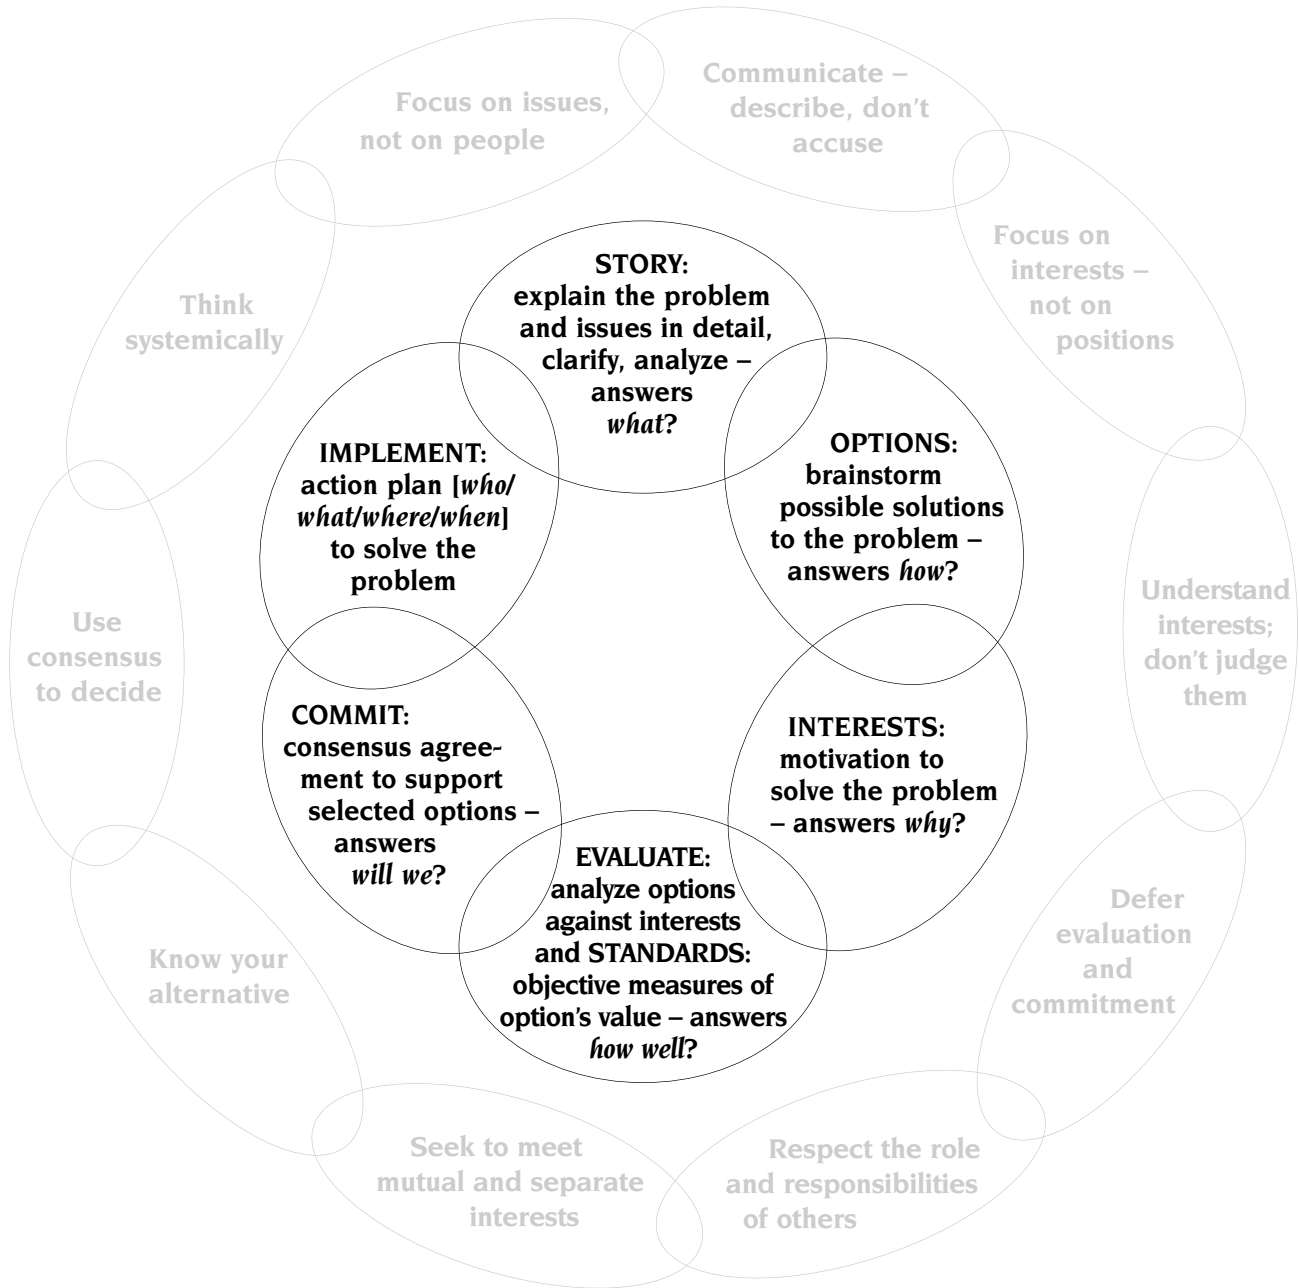 Communicate –
describe, don't
accuse
Focus on issues,
not on people
Focus on
interests –
not on
positions
Think
systemically
STORY:
explain the problem
and issues in detail,
clarify, analyze –
answers
what?
IMPLEMENT:
action plan [who/
what/where/when]
to solve the
problem
OPTIONS:
brainstorm
possible solutions
to the problem –
answers how?
Understand
interests;
don't judge
them
Use
consensus
to decide
COMMIT:
consensus agree-
ment to support
selected options –
answers
will we?
INTERESTS:
motivation to
solve the problem
– answers why?
EVALUATE:
analyze options
against interests
and STANDARDS:
objective measures of
option's value – answers
how well?
Defer
evaluation
and
commitment
Know your
alternative
Seek to meet
mutual and separate
interests
Respect the role
and responsibilities
of others